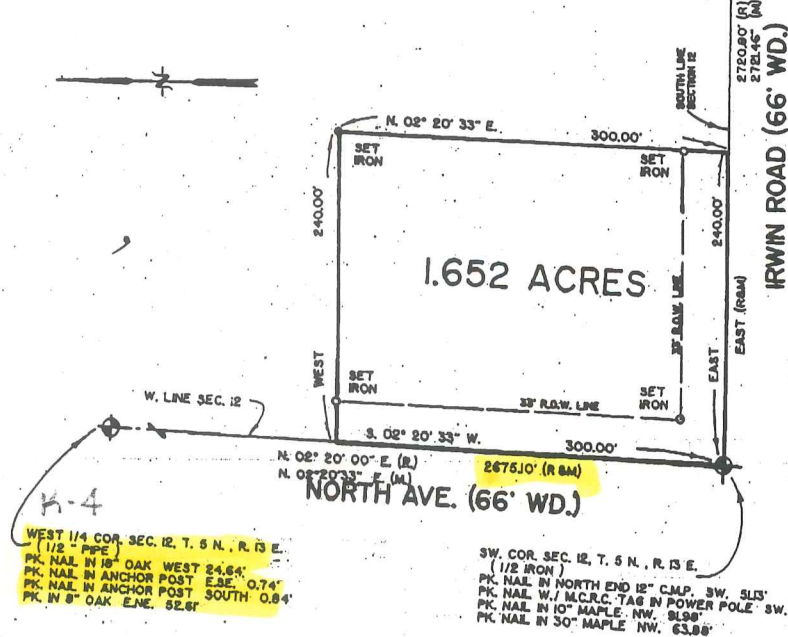 2720.80' (R)
2721.46' (M)
IRWIN ROAD (66' WD.)
SOUTH LINE
SECTION 12
N. 02° 20' 33" E.
300.00'
SET
IRON
SET
IRON
240.00'
240.00'
1.652 ACRES
33' R.O.W. LINE
EAST (R&M)
EAST
WEST
SET
IRON
SET
IRON
W. LINE SEC. 12
33' R.O.W. LINE
S. 02° 20' 33" W.
300.00'
N. 02° 20' 00" E. (R.)
N. 02° 20' 33" E. (M.)
2675.10' (R &M)
NORTH AVE. (66' WD.)
K-4
WEST 1/4 COR. SEC. 12, T. 5 N., R. 13 E.
(1/2" PIPE)
PK. NAIL IN 18" OAK WEST 24.64'
PK. NAIL IN ANCHOR POST E.S.E. 0.74'
PK. NAIL IN ANCHOR POST SOUTH 0.84'
PK. IN 8" OAK E.N.E. 52.61'
SW. COR. SEC. 12, T. 5 N., R. 13 E.
(1/2 IRON)
PK. NAIL IN NORTH END 12" C.M.P. SW. 51.13'
PK. NAIL W./ M.C.R.C. TAG IN POWER POLE SW.
PK. NAIL IN 10" MAPLE NW. 91.98'
PK. NAIL IN 30" MAPLE NW. 63.88'